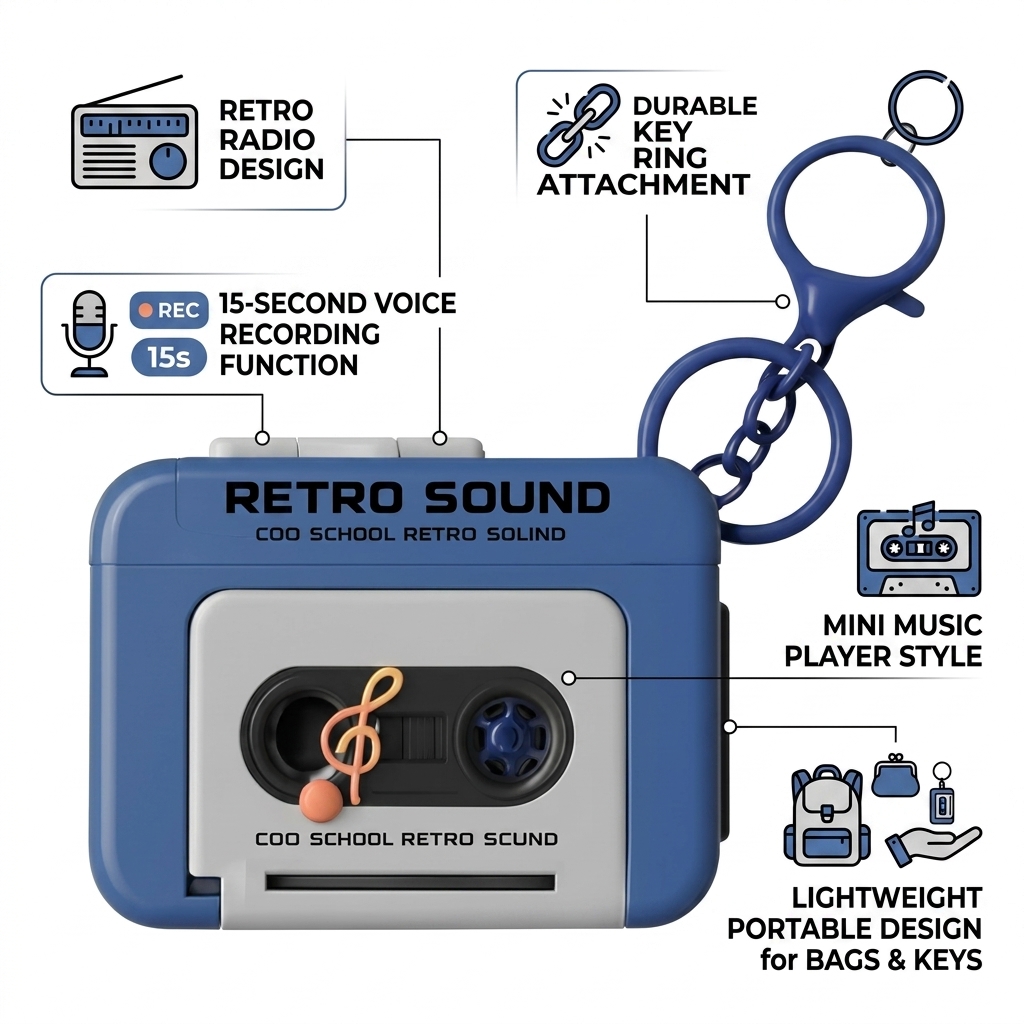 RETRO
RADIO
DESIGN
DURABLE
KEY
RING
ATTACHMENT
REC
15s
15-SECOND VOICE
RECORDING
FUNCTION
RETRO SOUND
COO SCHOOL RETRO SOLIND
MINI MUSIC
PLAYER STYLE
COO SCHOOL RETRO SCUND
LIGHTWEIGHT
PORTABLE DESIGN
for BAGS & KEYS